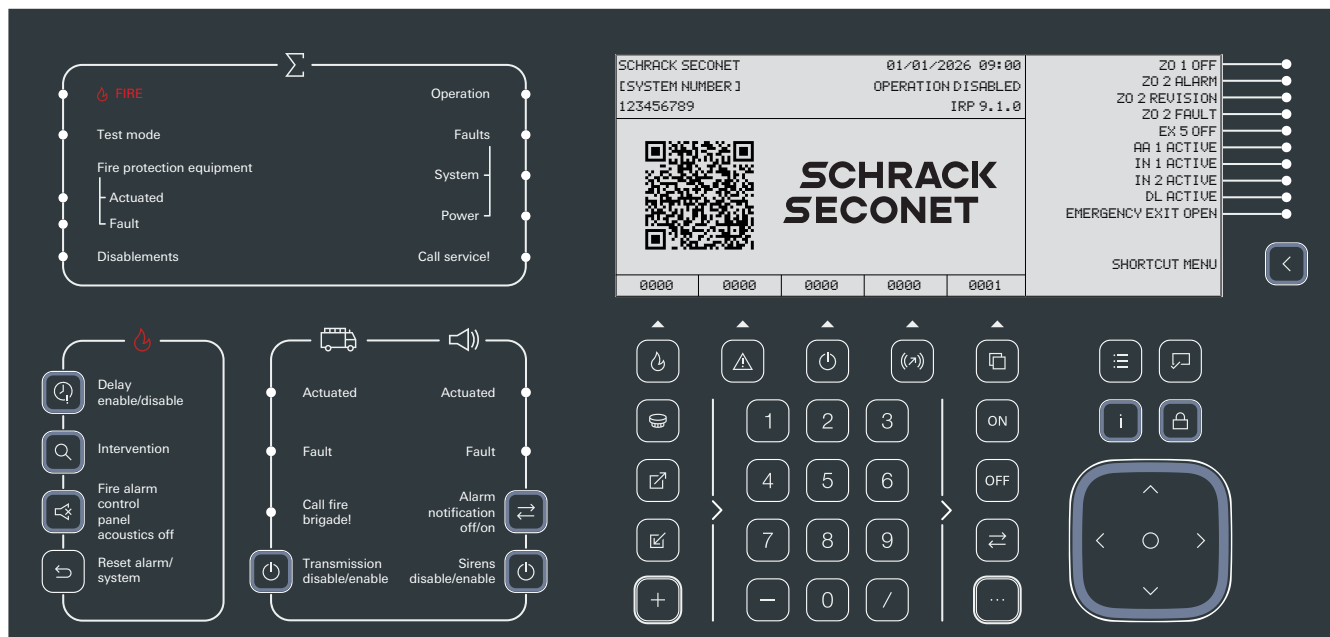 FIRE
Operation
Test mode
Faults
Fire protection equipment
System
Actuated
Power
Fault
Disablements
Call service!
SCHRACK SECONET 01/01/2026 09:00
[SYSTEM NUMBER] OPERATION DISABLED
123456789 IRP 9.1.0
SCHRACK
SECONET
0000 0000 0000 0000 0001
ZO 1 OFF
ZO 2 ALARM
ZO 2 REVISION
ZO 2 FAULT
EX 5 OFF
AA 1 ACTIVE
IN 1 ACTIVE
IN 2 ACTIVE
DL ACTIVE
EMERGENCY EXIT OPEN
SHORTCUT MENU
Delay
enable/disable
Intervention
Fire alarm
control
panel
acoustics off
Reset alarm/
system
Actuated
Actuated
Fault
Fault
Call fire
brigade!
Alarm
notification
off/on
Transmission
disable/enable
Sirens
disable/enable
1 2 3 ON
4 5 6 OFF
7 8 9
+ − 0 / ...
i